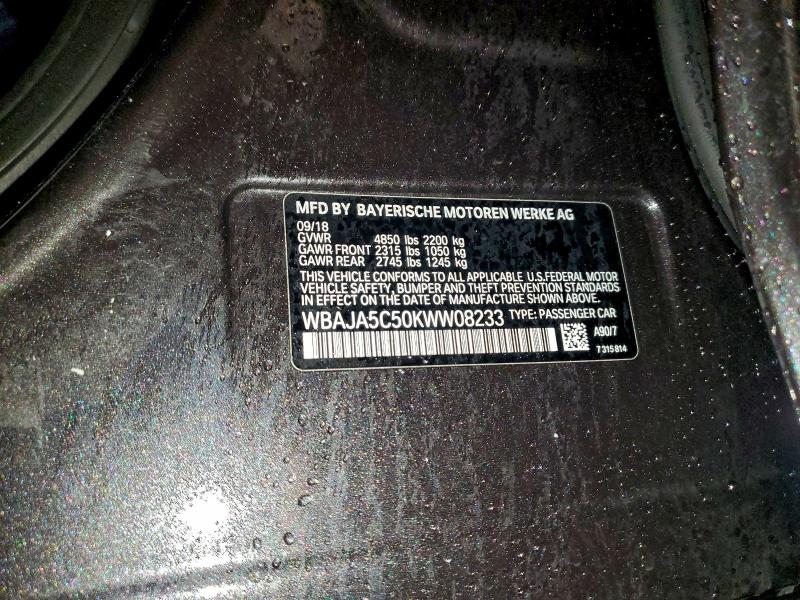 MFD BY BAYERISCHE MOTOREN WERKE AG
09/18
GVWR 4850 lbs 2200 kg
GAWR FRONT 2315 lbs 1050 kg
GAWR REAR 2745 lbs 1245 kg
THIS VEHICLE CONFORMS TO ALL APPLICABLE U.S.FEDERAL MOTOR
VEHICLE SAFETY, BUMPER AND THEFT PREVENTION STANDARDS
IN EFFECT ON THE DATE OF MANUFACTURE SHOWN ABOVE.
WBAJA5C50KWW08233 TYPE: PASSENGER CAR
A90/7
7 315 814